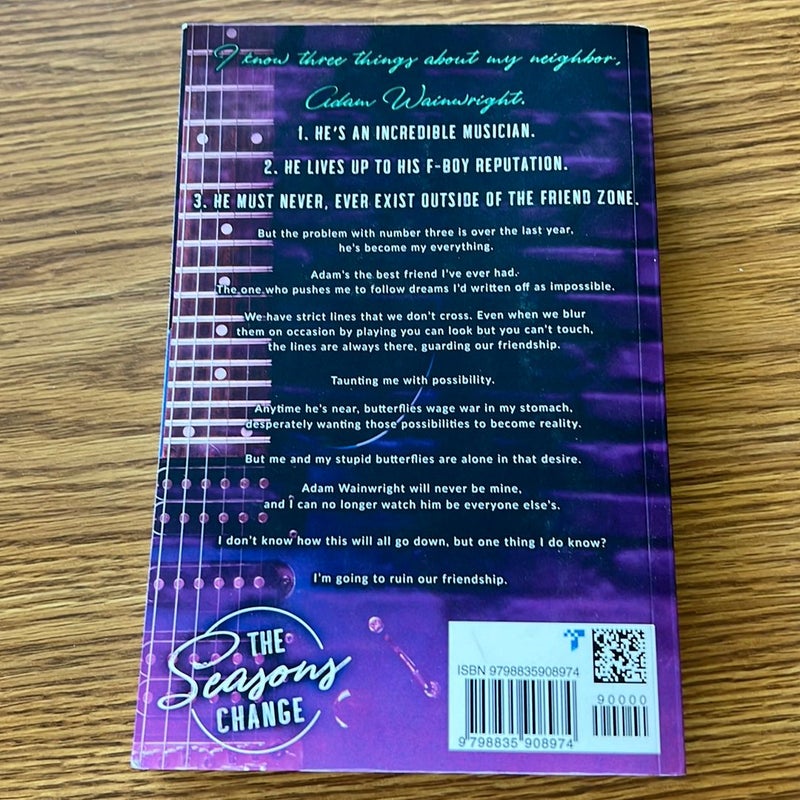 I know three things about my neighbor,
Adam Wainwright.
1. HE'S AN INCREDIBLE MUSICIAN.
2. HE LIVES UP TO HIS F-BOY REPUTATION.
3. HE MUST NEVER, EVER EXIST OUTSIDE OF THE FRIEND ZONE.
But the problem with number three is over the last year,
he's become my everything.
Adam's the best friend I've ever had.
The one who pushes me to follow dreams I'd written off as impossible.
We have strict lines that we don't cross. Even when we blur
them on occasion by playing you can look but you can't touch,
the lines are always there, guarding our friendship.
Taunting me with possibility.
Anytime he's near, butterflies wage war in my stomach,
desperately wanting those possibilities to become reality.
But me and my stupid butterflies are alone in that desire.
Adam Wainwright will never be mine,
and I can no longer watch him be everyone else's.
I don't know how this will all go down, but one thing I do know?
I'm going to ruin our friendship.
THE
Seasons
CHANGE
ISBN 9798835908974
90000
9 798835 908974